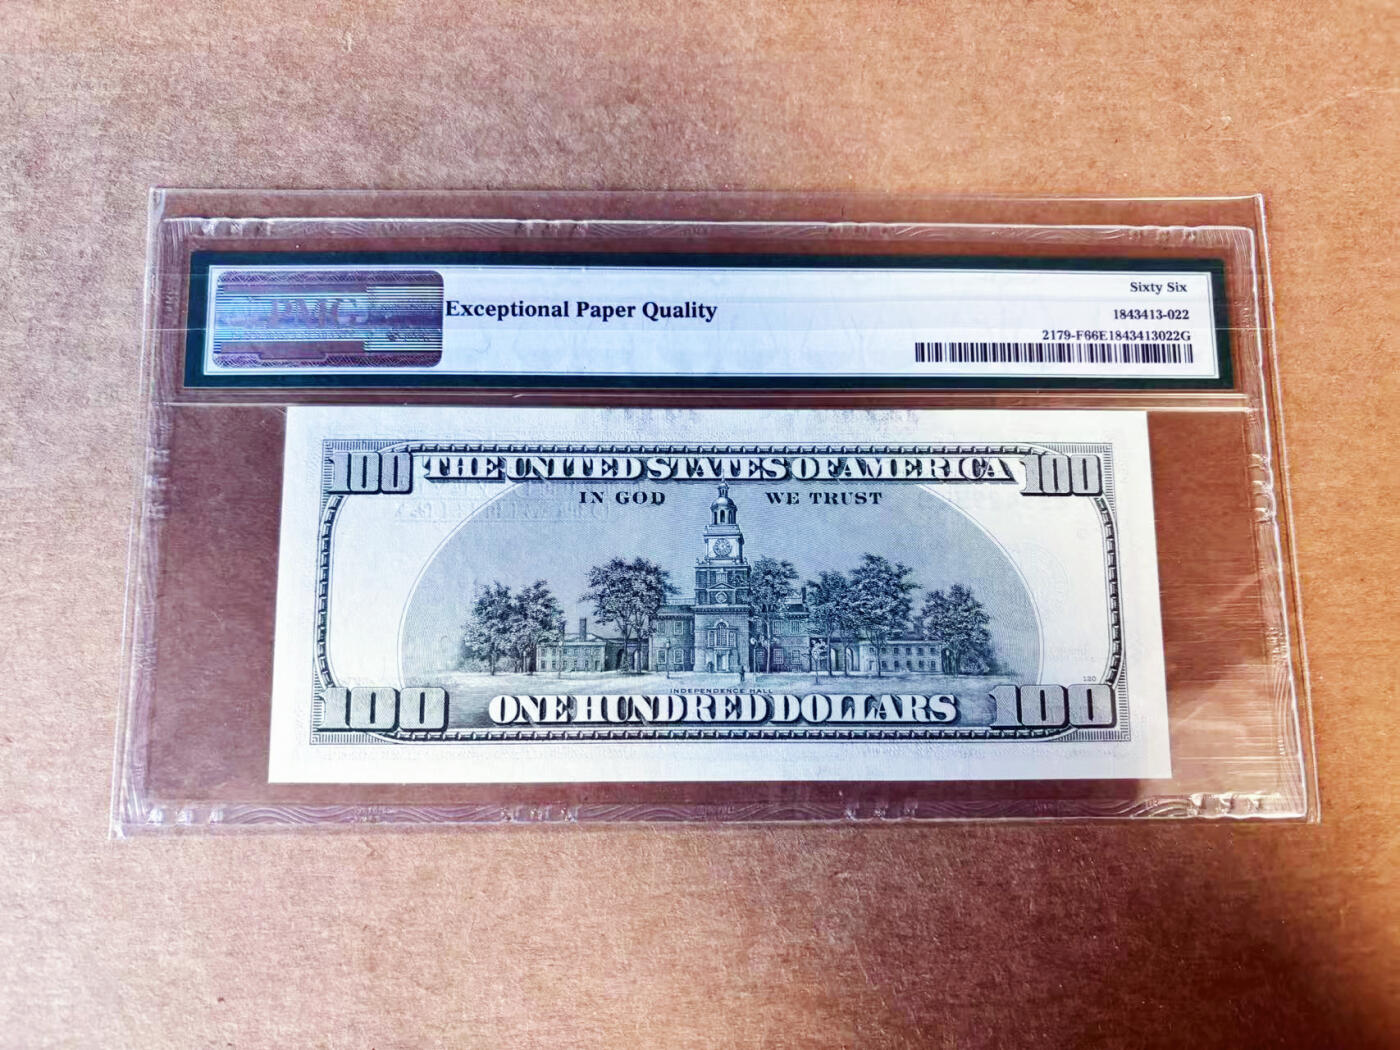 PMG
Exceptional Paper Quality
Sixty Six
1843413-022
2179-F66E1843413022G
100 THE UNITED STATES OF AMERICA 100
IN GOD WE TRUST
120
INDEPENDENCE HALL
100 ONE HUNDRED DOLLARS 100